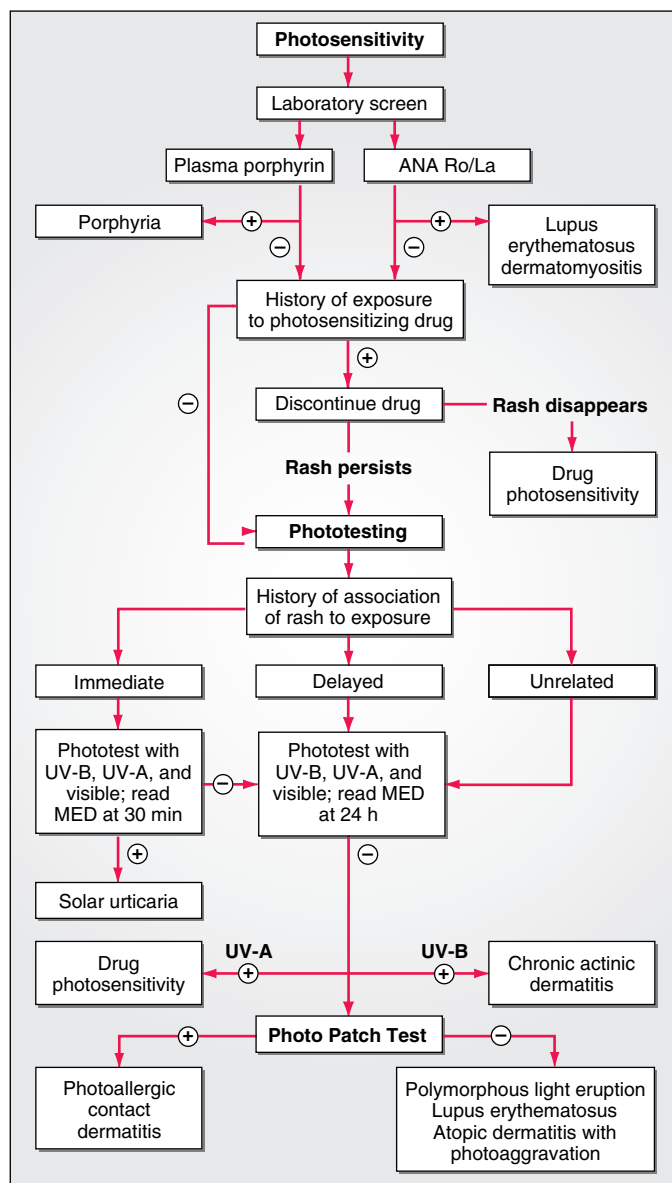 Photosensitivity
Laboratory screen
Plasma porphyrin
ANA Ro/La
Porphyria
+
−
+
−
Lupus
erythematosus
dermatomyositis
History of exposure
to photosensitizing drug
+
−
Discontinue drug
Rash disappears
Rash persists
Drug
photosensitivity
Phototesting
History of association
of rash to exposure
Immediate
Delayed
Unrelated
Phototest with
UV-B, UV-A, and
visible; read
MED at 30 min
−
Phototest with
UV-B, UV-A, and
visible; read MED
at 24 h
+
−
Solar urticaria
Drug
photosensitivity
UV-A
+
UV-B
+
Chronic actinic
dermatitis
Photo Patch Test
+
−
Photoallergic
contact
dermatitis
Polymorphous light eruption
Lupus erythematosus
Atopic dermatitis with
photoaggravation